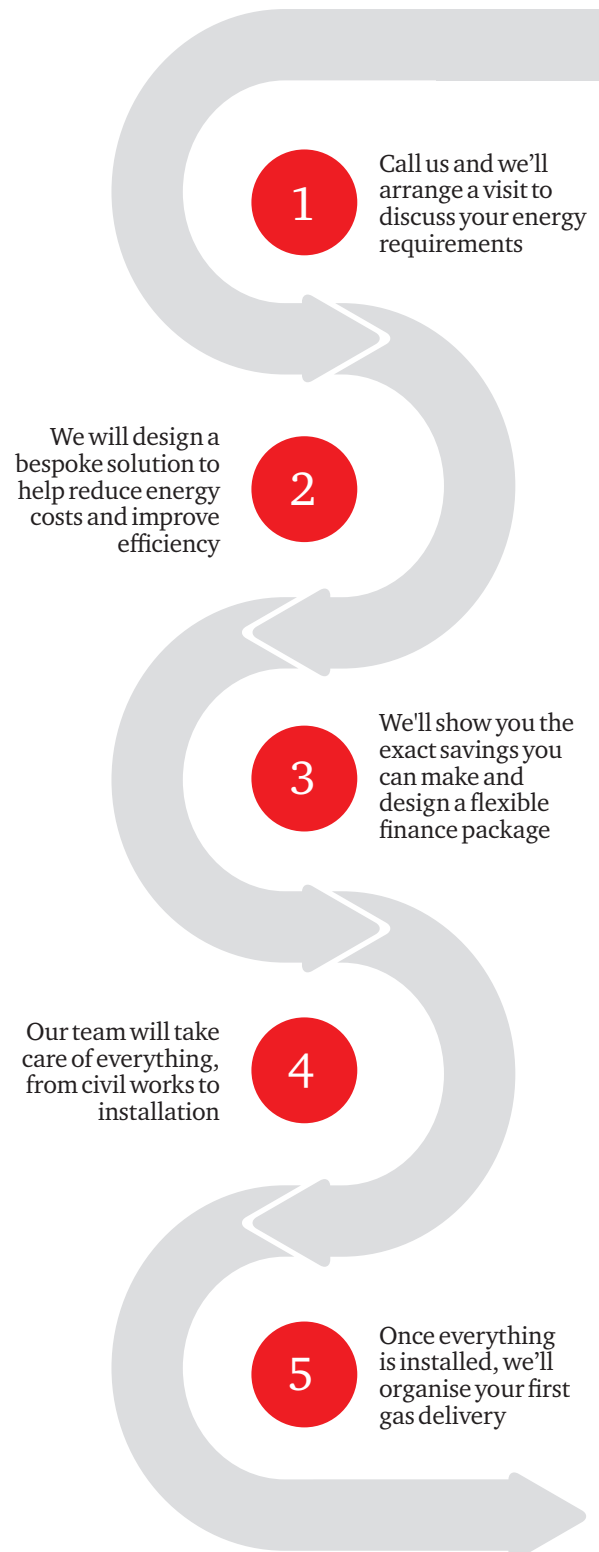 1
Call us and we’ll
arrange a visit to
discuss your energy
requirements
2
We will design a
bespoke solution to
help reduce energy
costs and improve
efficiency
3
We'll show you the
exact savings you
can make and
design a flexible
finance package
4
Our team will take
care of everything,
from civil works to
installation
5
Once everything
is installed, we’ll
organise your first
gas delivery